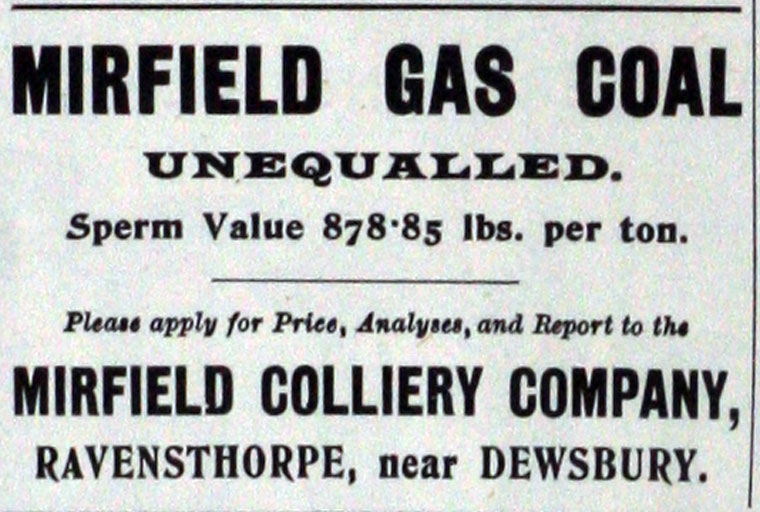 MIRFIELD GAS COAL
UNEQUALLED.
Sperm Value 878·85 lbs. per ton.
Please apply for Price, Analyses, and Report to the
MIRFIELD COLLIERY COMPANY,
RAVENSTHORPE, near DEWSBURY.